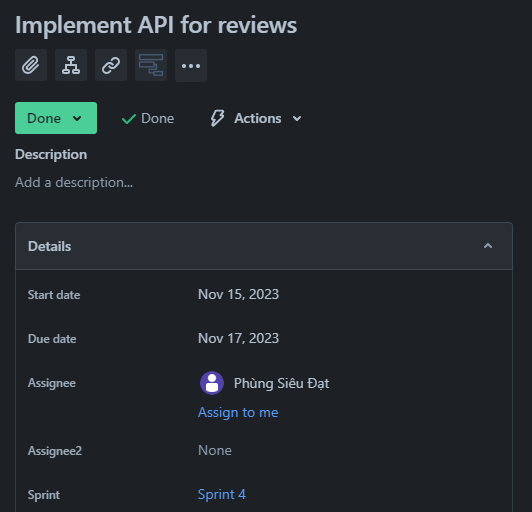 Implement API for reviews
Done
Done
Actions
Description
Add a description...
Details
Start date
Nov 15, 2023
Due date
Nov 17, 2023
Assignee
Phùng Siêu Đạt
Assign to me
Assignee2
None
Sprint
Sprint 4